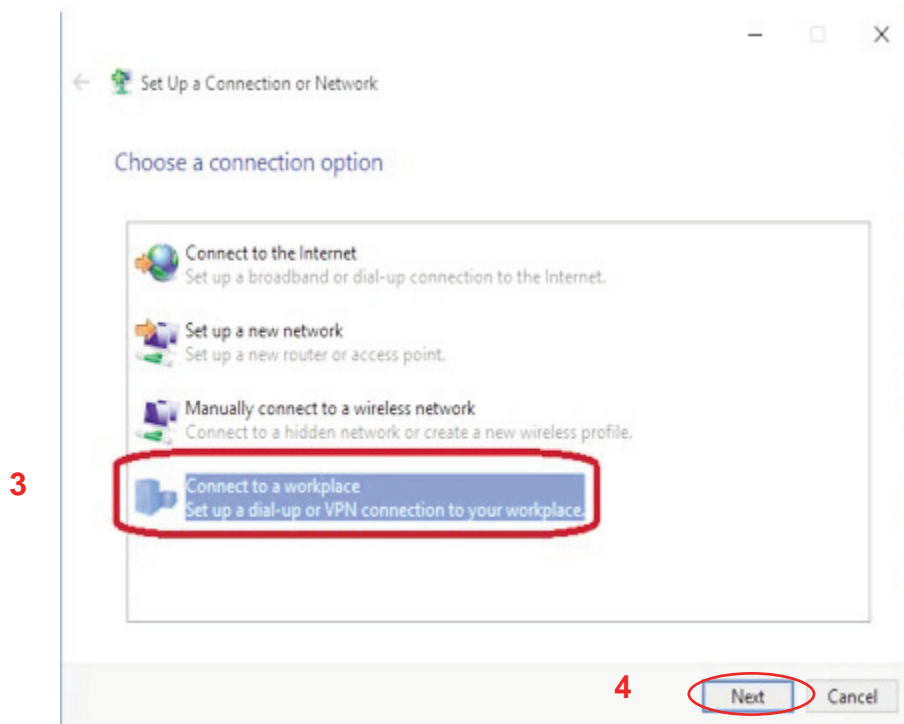 Set Up a Connection or Network
Choose a connection option
Connect to the Internet
Set up a broadband or dial-up connection to the Internet.
Set up a new network
Set up a new router or access point.
Manually connect to a wireless network
Connect to a hidden network or create a new wireless profile.
3
Connect to a workplace
Set up a dial-up or VPN connection to your workplace.
4
Next
Cancel